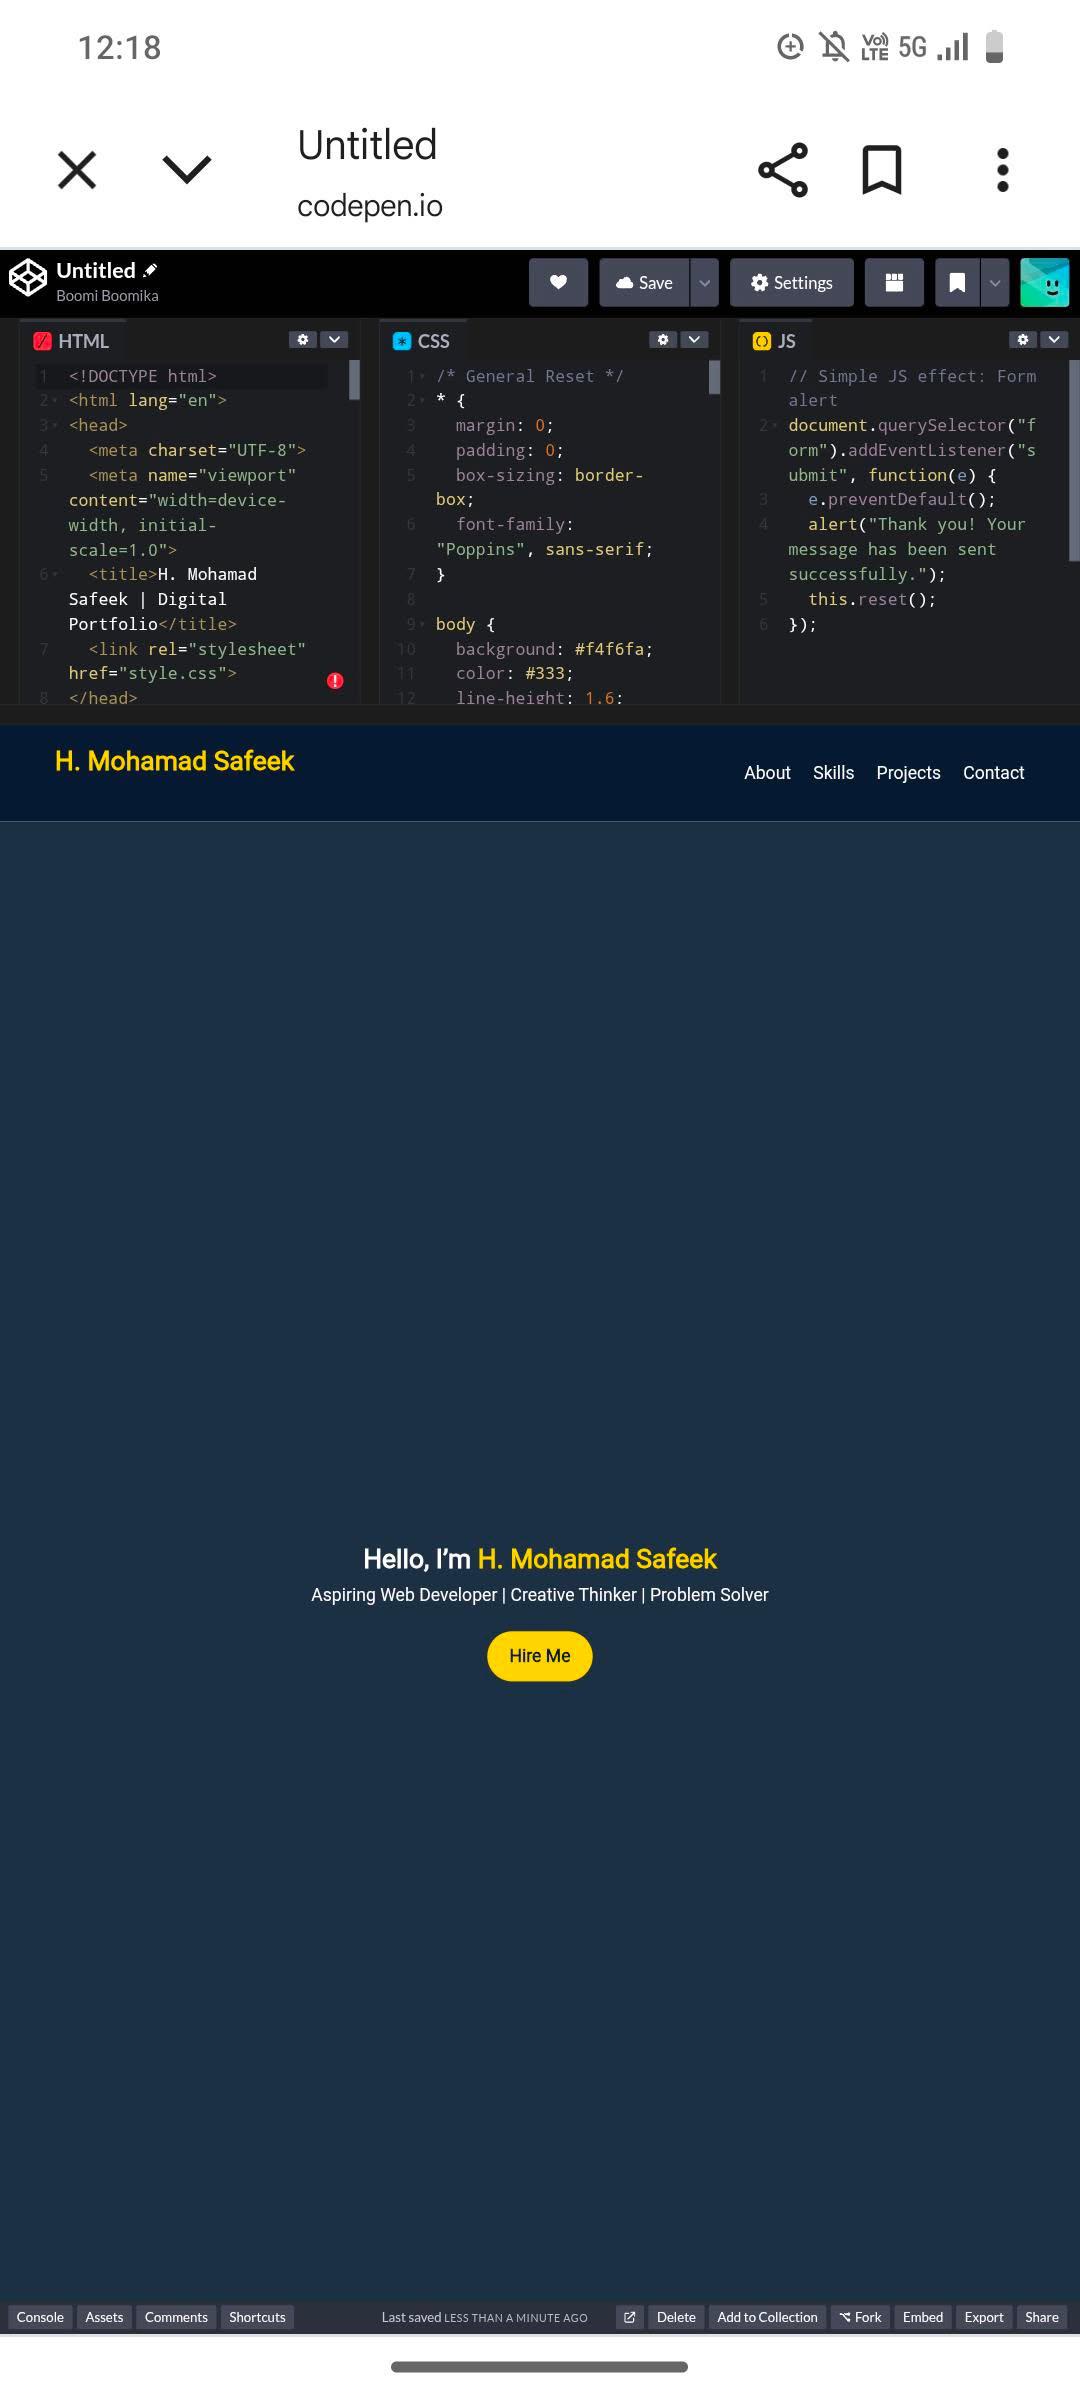 12:18
VoLTE 5G
Untitled
codepen.io
Untitled
Boomi Boomika
Save
Settings
HTML
1 <!DOCTYPE html>
2 <html lang="en">
3 <head>
4 <meta charset="UTF-8">
5 <meta name="viewport"
content="width=device-
width, initial-
scale=1.0">
6 <title>H. Mohamad
Safeek | Digital
Portfolio</title>
7 <link rel="stylesheet"
href="style.css">
8 </head>
CSS
1 /* General Reset */
2 * {
3 margin: 0;
4 padding: 0;
5 box-sizing: border-
box;
6 font-family:
"Poppins", sans-serif;
7 }
8
9 body {
10 background: #f4f6fa;
11 color: #333;
12 line-height: 1.6;
JS
1 // Simple JS effect: Form
alert
2 document.querySelector("f
orm").addEventListener("s
ubmit", function(e) {
3 e.preventDefault();
4 alert("Thank you! Your
message has been sent
successfully.");
5 this.reset();
6 });
H. Mohamad Safeek
About Skills Projects Contact
Hello, I’m H. Mohamad Safeek
Aspiring Web Developer | Creative Thinker | Problem Solver
Hire Me
Console Assets Comments Shortcuts Last saved LESS THAN A MINUTE AGO Delete Add to Collection Fork Embed Export Share